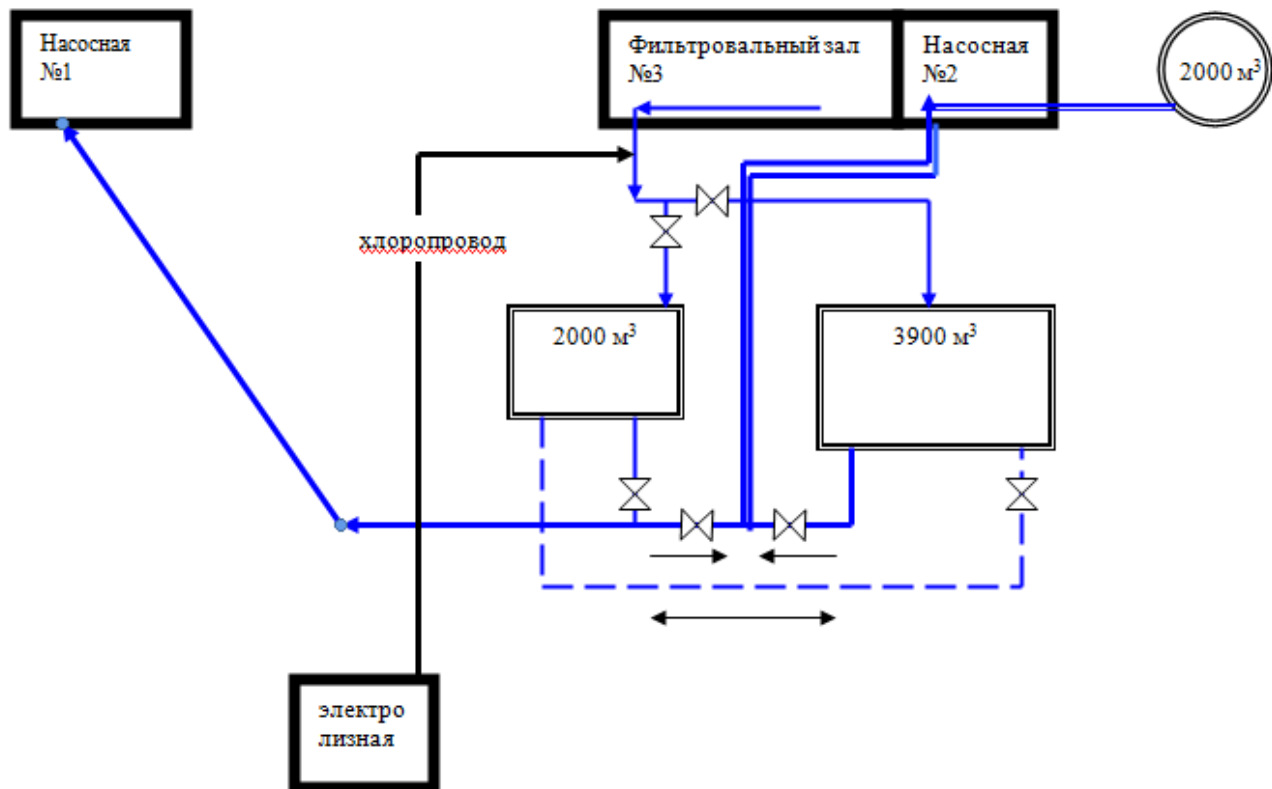 Насосная
№1
Фильтровальный зал
№3
Насосная
№2
2000 м³
хлоропровод
2000 м³
3900 м³
электро
лизная